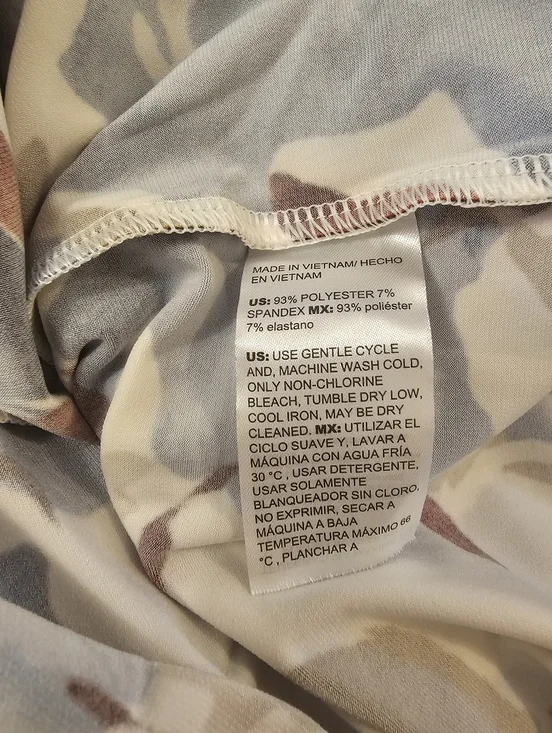 MADE IN VIETNAM/ HECHO
EN VIETNAM
US: 93% POLYESTER 7%
SPANDEX MX: 93% poliéster
7% elastano
US: USE GENTLE CYCLE
AND, MACHINE WASH COLD,
ONLY NON-CHLORINE
BLEACH, TUMBLE DRY LOW,
COOL IRON, MAY BE DRY
CLEANED. MX: UTILIZAR EL
CICLO SUAVE Y, LAVAR A
MÁQUINA CON AGUA FRÍA
30 °C , USAR DETERGENTE,
USAR SOLAMENTE
BLANQUEADOR SIN CLORO,
NO EXPRIMIR, SECAR A
MÁQUINA A BAJA
TEMPERATURA MÁXIMO 66
°C , PLANCHAR A